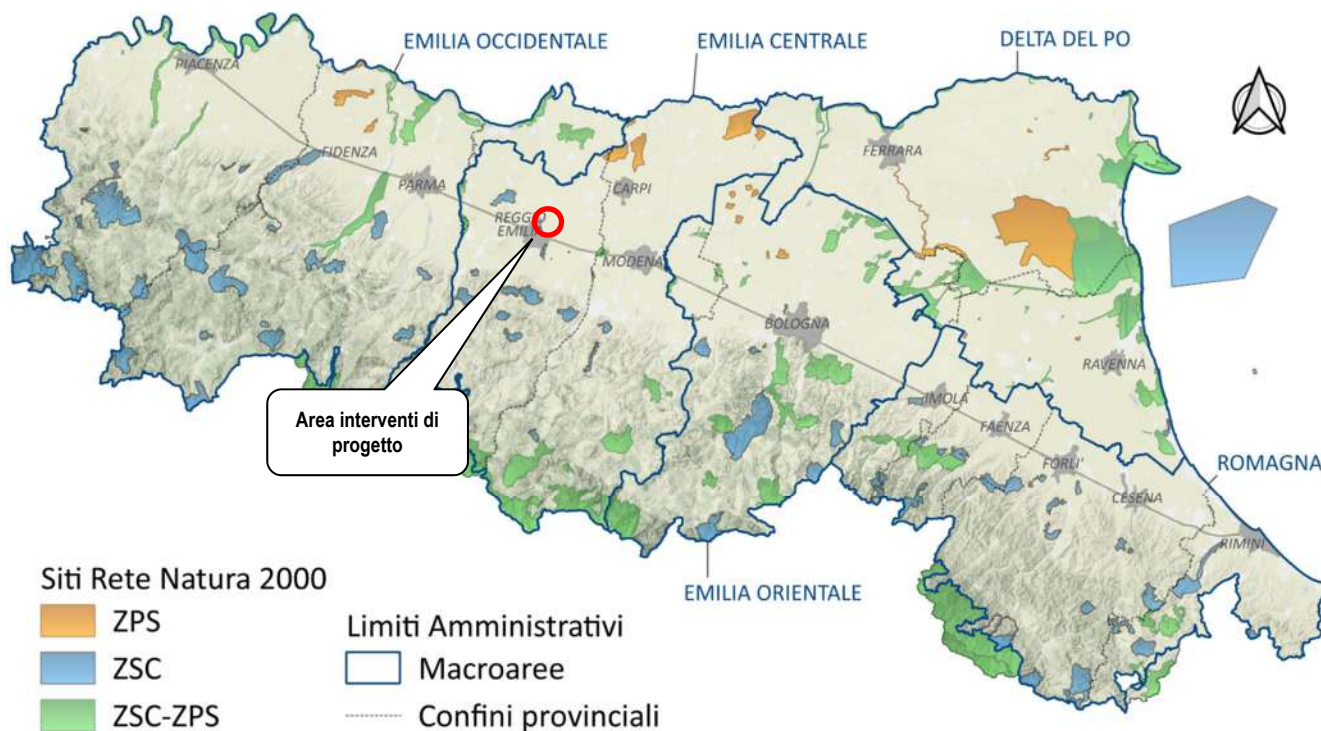 EMILIA OCCIDENTALE
EMILIA CENTRALE
DELTA DEL PO
PIACENZA
FIDENZA
PARMA
REGGIO
EMILIA
CARPI
MODENA
FERRARA
BOLOGNA
RAVENNA
IMOLA
FAENZA
FORLI'
CESENA
RIMINI
ROMAGNA
EMILIA ORIENTALE
Area interventi di
progetto
Siti Rete Natura 2000
ZPS
ZSC
ZSC-ZPS
Limiti Amministrativi
Macroaree
Confini provinciali